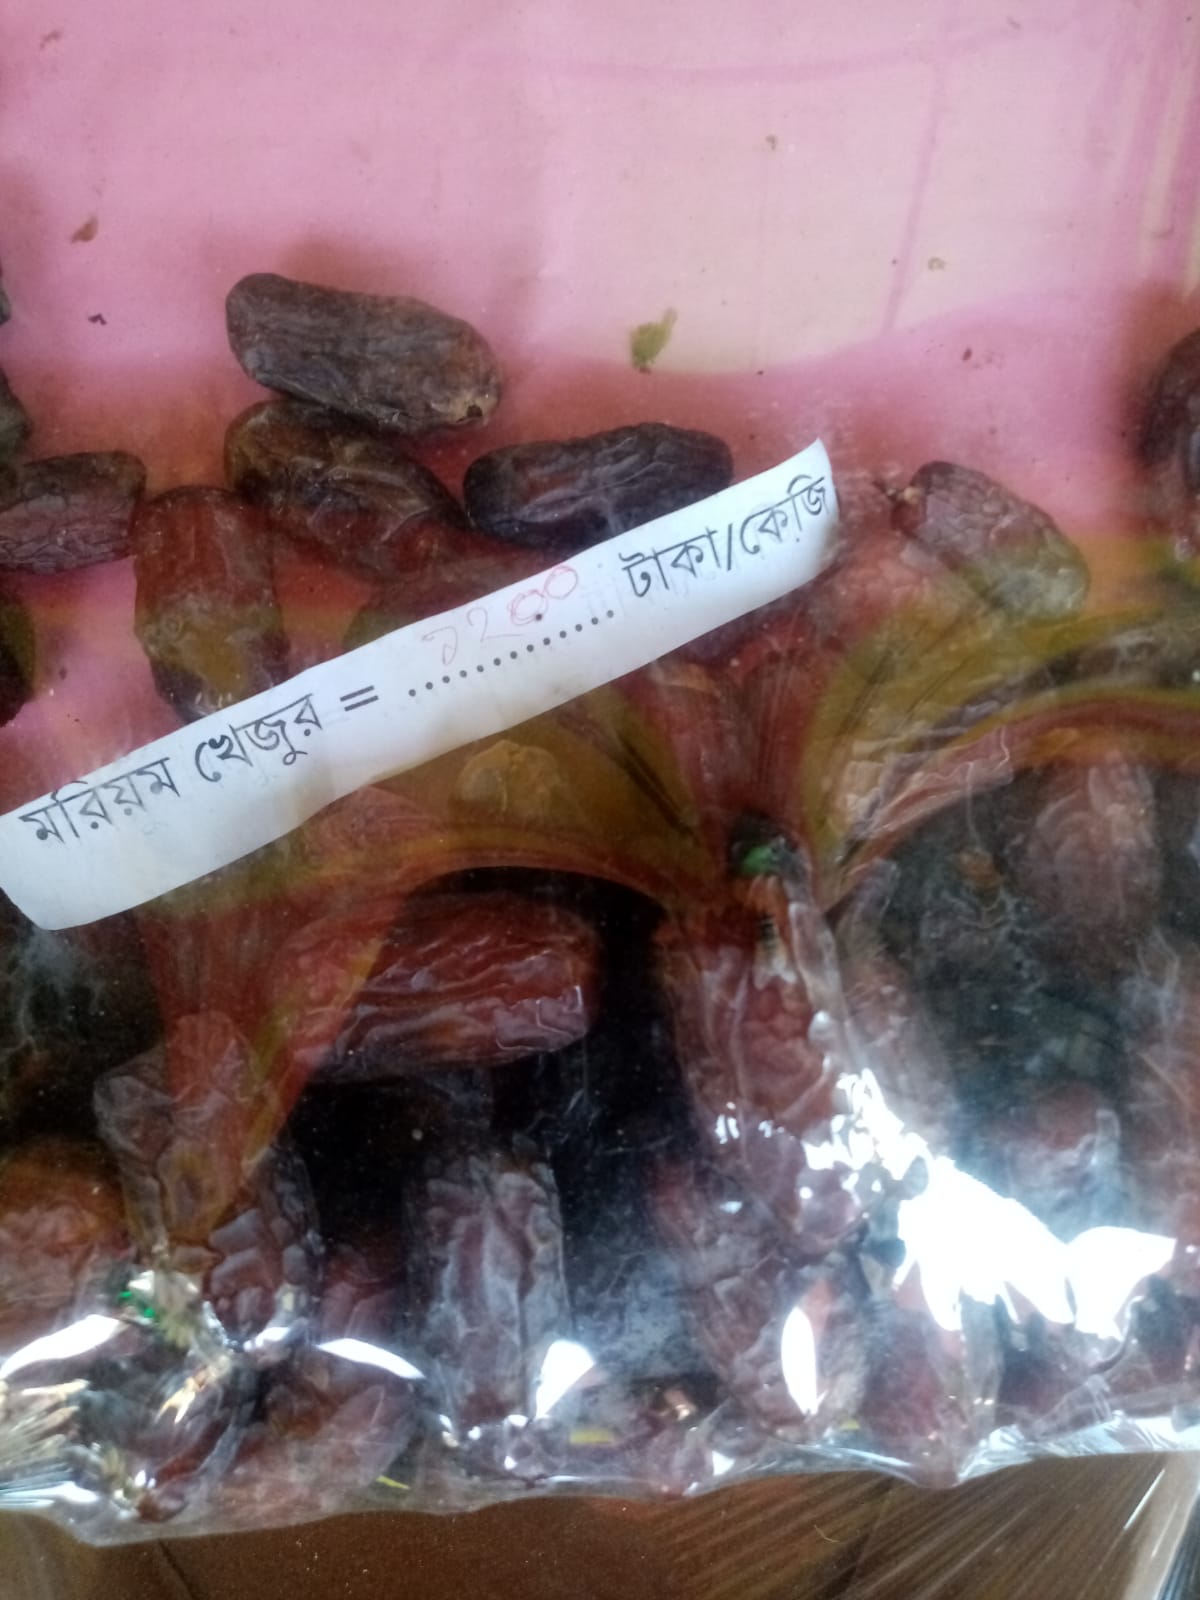 মরিয়ম খেজুর = ............ ১২০০ টাকা/কেজি